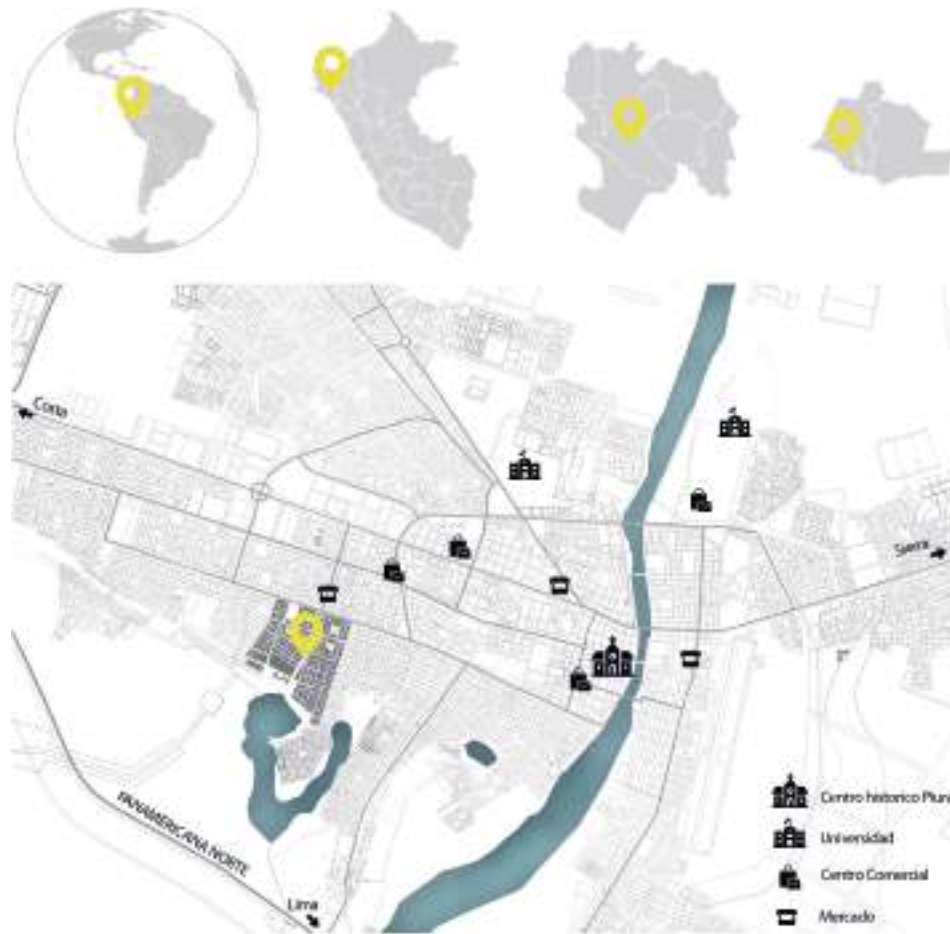 Costa
Sierra
PANAMERICANA NORTE
Lima
Centro historico Piura
Universidad
Centro Comercial
Mercado